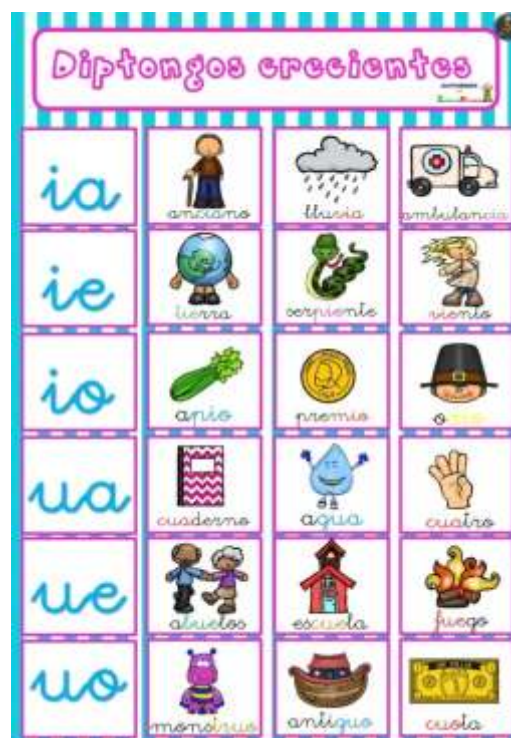 Diptongos crecientes
ia anciano lluvia ambulancia
ie tierra serpiente viento
io apio premio
ua cuaderno agua cuatro
ue abuelos escuela fuego
uo monstruo antiguo cuota